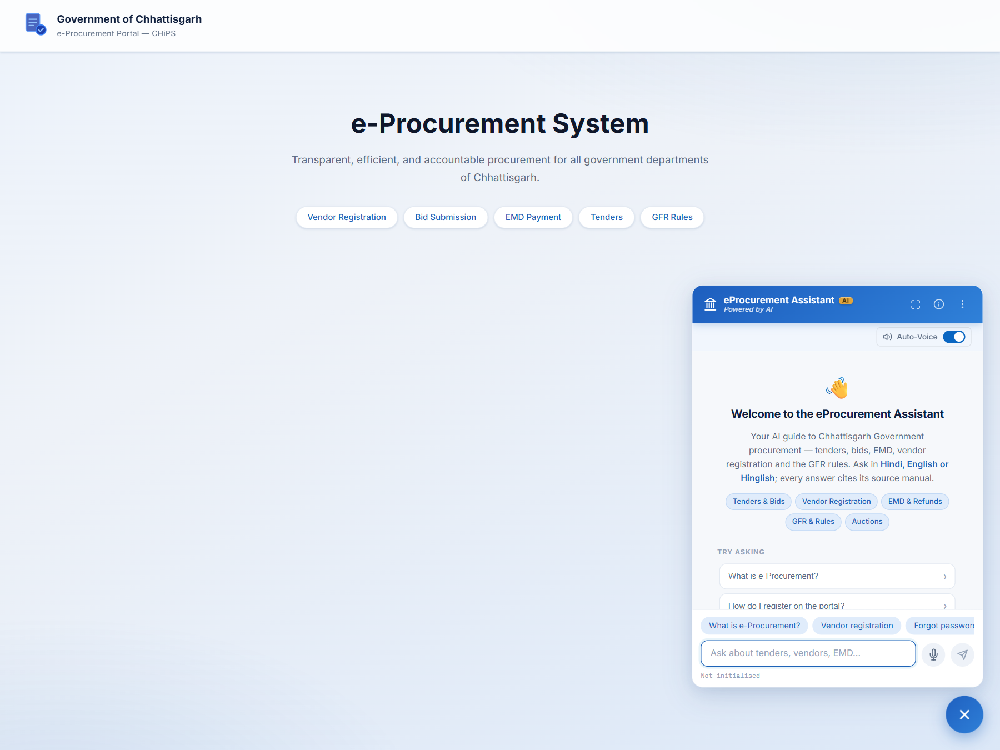 Government of Chhattisgarh
e-Procurement Portal — CHiPS
e-Procurement System
Transparent, efficient, and accountable procurement for all government departments
of Chhattisgarh.
Vendor Registration
Bid Submission
EMD Payment
Tenders
GFR Rules
eProcurement Assistant AI
Powered by AI
Auto-Voice
Welcome to the eProcurement Assistant
Your AI guide to Chhattisgarh Government
procurement — tenders, bids, EMD, vendor
registration and the GFR rules. Ask in Hindi, English or
Hinglish; every answer cites its source manual.
Tenders & Bids
Vendor Registration
EMD & Refunds
GFR & Rules
Auctions
TRY ASKING
What is e-Procurement?
How do I register on the portal?
What is e-Procurement?
Vendor registration
Forgot password
Ask about tenders, vendors, EMD...
Not initialised